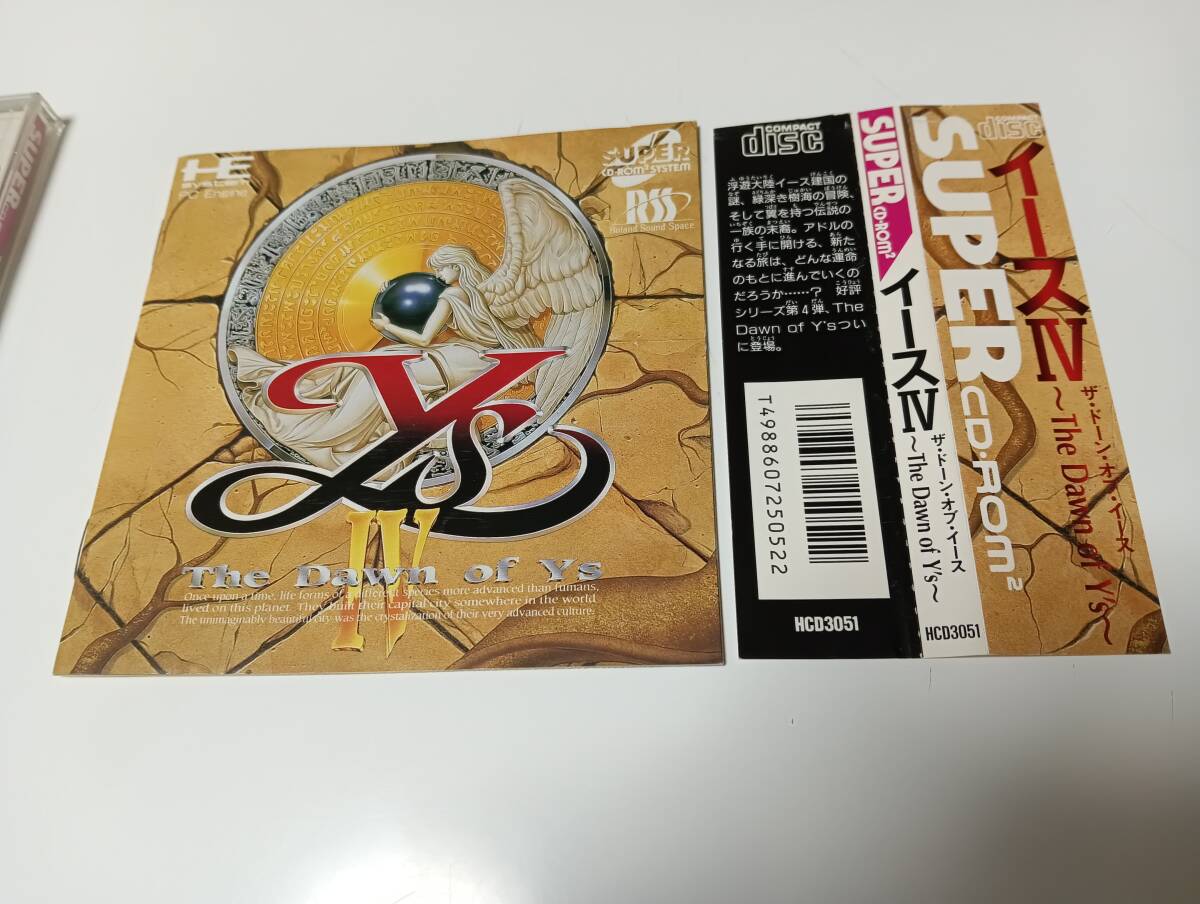 SUPER
HE
SYSTEM
PC Engine
SUPER
CD-ROM² SYSTEM
RSS
Roland Sound Space
Ys
IV
The Dawn of Ys
Once upon a time, life forms of a different species more advanced than humans,
lived on this planet. They built their capital city somewhere in the world.
The unimaginably beautiful city was the crystalization of their very advanced culture.
COMPACT
disc
浮遊大陸イース建国の
謎、緑深き樹海の冒険、
そして翼を持つ伝説の
一族の末裔。アドルの
行く手に開ける、新た
なる旅は、どんな運命
のもとに進んでいくの
だろうか……? 好評
シリーズ第4弾、The
Dawn of Y'sつい
に登場。
T4988607250522
HCD3051
SUPER CD-ROM²
イースIV
ザ・ドーン・オブ・イース
~The Dawn of Y's~
HCD3051
COMPACT
disc
SUPER CD-ROM²
イースIV
ザ・ドーン・オブ・イース
~The Dawn of Y's~